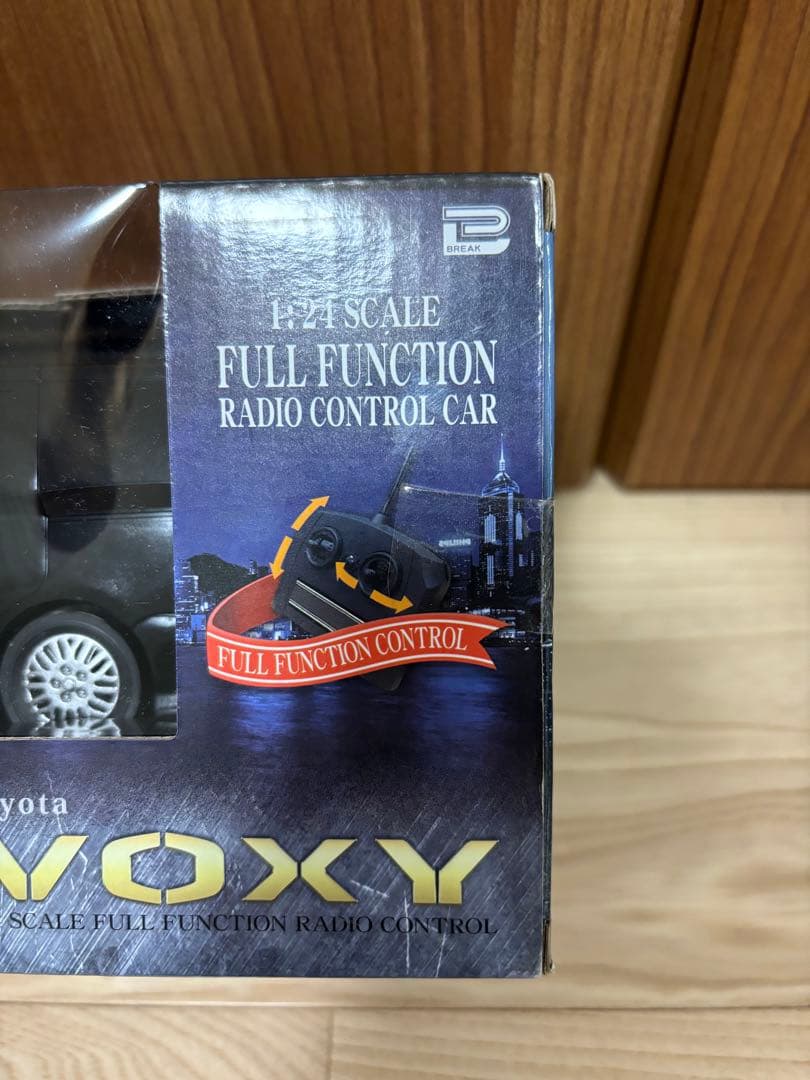 BREAK
1:24 SCALE
FULL FUNCTION
RADIO CONTROL CAR
PHILIPS
FULL FUNCTION CONTROL
yota
VOXY
SCALE FULL FUNCTION RADIO CONTROL